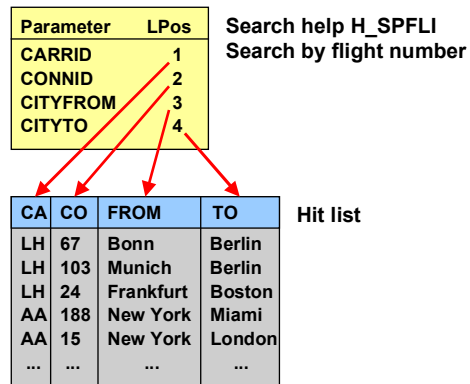 Parameter LPos
CARRID 1
CONNID 2
CITYFROM 3
CITYTO 4
Search help H_SPFLI
Search by flight number
CA CO FROM TO
LH 67 Bonn Berlin
LH 103 Munich Berlin
LH 24 Frankfurt Boston
AA 188 New York Miami
AA 15 New York London
... ... ... ...
Hit list